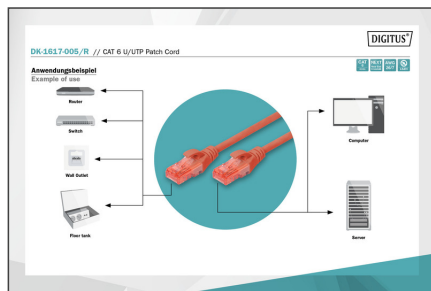 DIGITUS®
DK-1617-005/R // CAT 6 U/UTP Patch Cord
Anwendungsbeispiel
Example of use
Router
Switch
Wall Outlet
Floor tank
Computer
Server